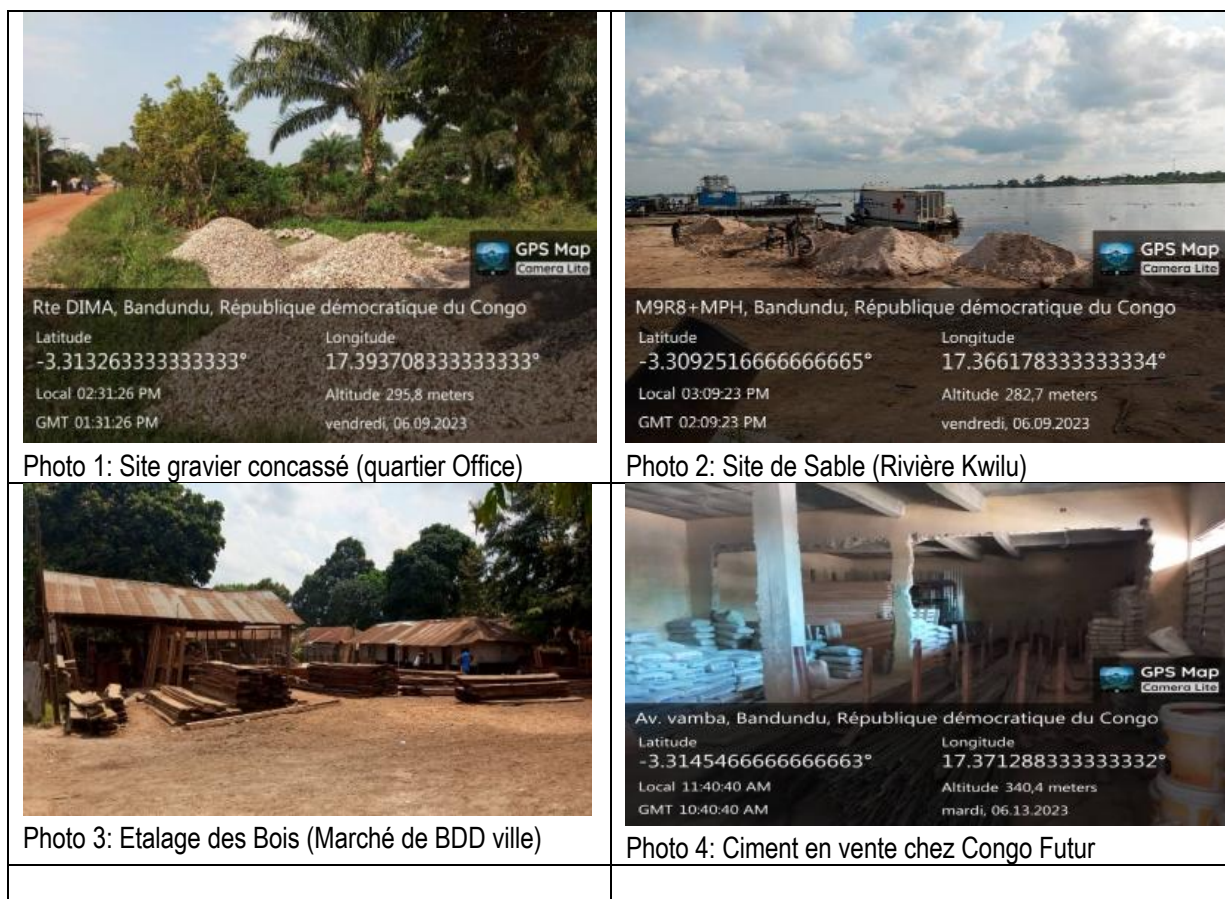 GPS Map
Camera Lite
Rte DIMA, Bandundu, République démocratique du Congo
Latitude
-3.313263333333333°
Longitude
17.393708333333333°
Local 02:31:26 PM
Altitude 295,8 meters
GMT 01:31:26 PM
vendredi, 06.09.2023
Photo 1: Site gravier concassé (quartier Office)
GPS Map
Camera Lite
M9R8+MPH, Bandundu, République démocratique du Congo
Latitude
-3.3092516666666665°
Longitude
17.366178333333334°
Local 03:09:23 PM
Altitude 282,7 meters
GMT 02:09:23 PM
vendredi, 06.09.2023
Photo 2: Site de Sable (Rivière Kwilu)
Photo 3: Etalage des Bois (Marché de BDD ville)
GPS Map
Camera Lite
Av. vamba, Bandundu, République démocratique du Congo
Latitude
-3.3145466666666663°
Longitude
17.371288333333332°
Local 11:40:40 AM
Altitude 340,4 meters
GMT 10:40:40 AM
mardi, 06.13.2023
Photo 4: Ciment en vente chez Congo Futur